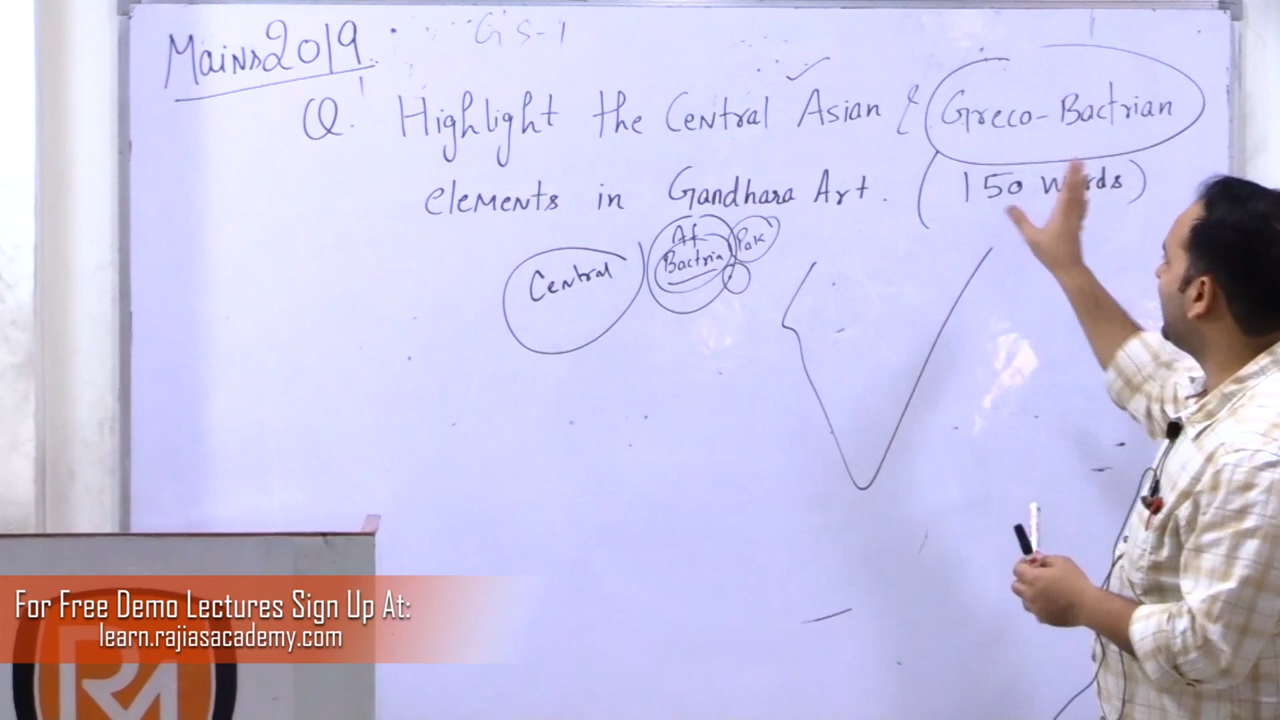 Mains 2019
GS-1
Q. Highlight the Central Asian & Greco-Bactrian
elements in Gandhara Art. (150 words)
Central
Af
Bactria
Pak
For Free Demo Lectures Sign Up At:
learn.rajiasacademy.com